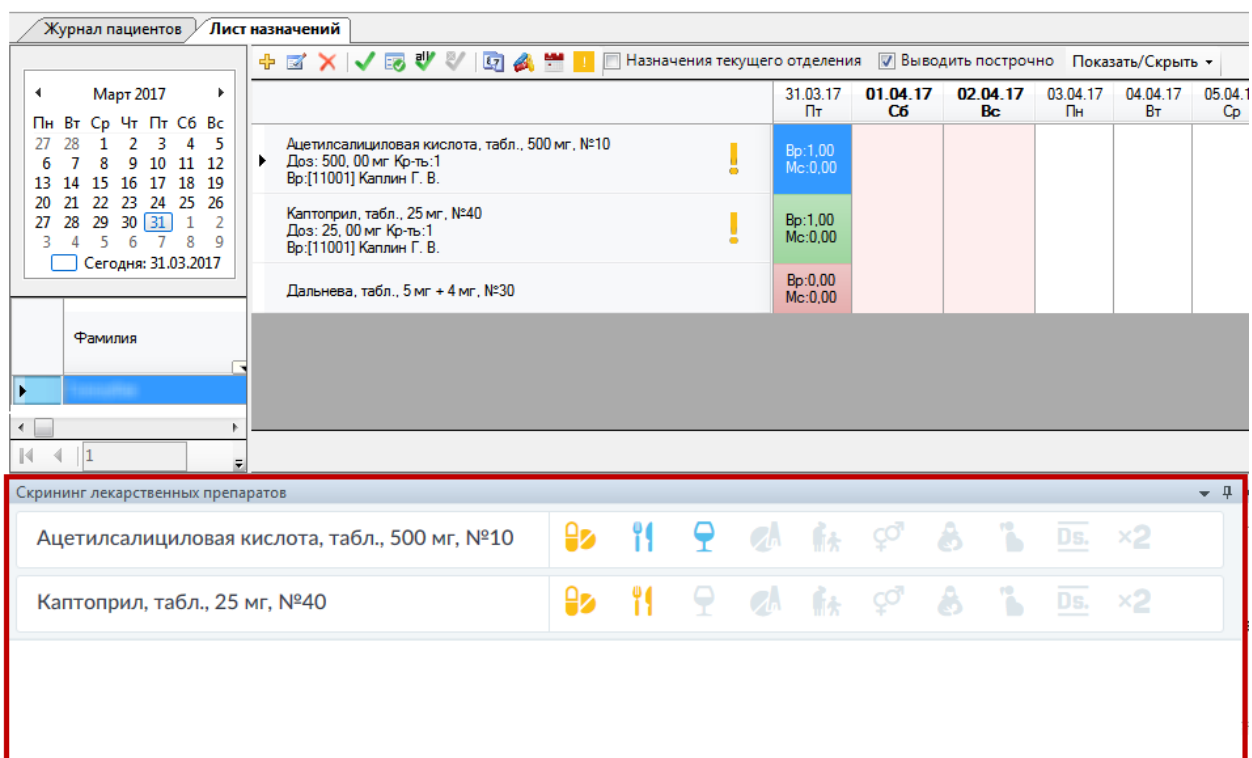 Журнал пациентов
Лист назначений
Назначения текущего отделения
Выводить построчно
Показать/Скрыть
Март 2017
Пн Вт Ср Чт Пт Сб Вс
27 28 1 2 3 4 5
6 7 8 9 10 11 12
13 14 15 16 17 18 19
20 21 22 23 24 25 26
27 28 29 30 31 1 2
3 4 5 6 7 8 9
Сегодня: 31.03.2017
Фамилия
1
31.03.17 01.04.17 02.04.17 03.04.17 04.04.17 05.04.1
Пт Сб Вс Пн Вт Ср
Ацетилсалициловая кислота, табл., 500 мг, №10
Доз: 500, 00 мг Кр-ть:1
Вр:[11001] Каплин Г. В.
Вр:1,00
Мс:0,00
Каптоприл, табл., 25 мг, №40
Доз: 25, 00 мг Кр-ть:1
Вр:[11001] Каплин Г. В.
Вр:1,00
Мс:0,00
Дальнева, табл., 5 мг + 4 мг, №30
Вр:0,00
Мс:0,00
Скрининг лекарственных препаратов
Ацетилсалициловая кислота, табл., 500 мг, №10
Ds. ×2
Каптоприл, табл., 25 мг, №40
Ds. ×2